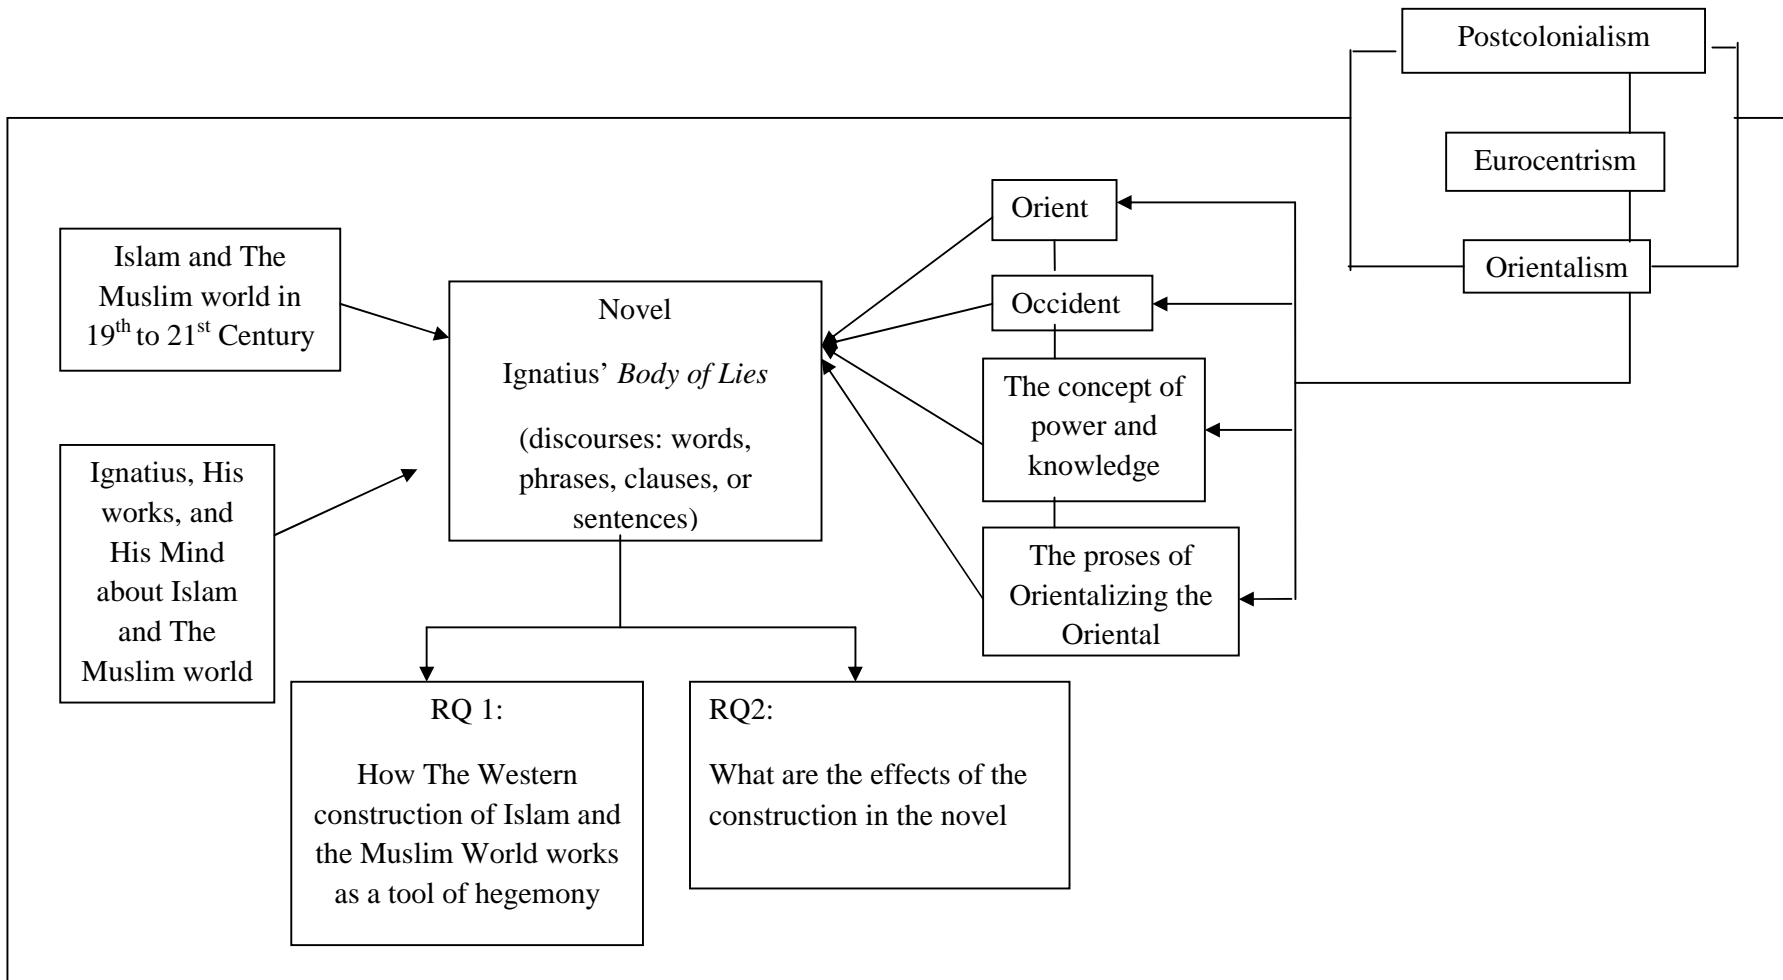 Postcolonialism
Eurocentrism
Orientalism
Orient
Occident
The concept of
power and
knowledge
The proses of
Orientalizing the
Oriental
Islam and The
Muslim world in
19th to 21st Century
Ignatius, His
works, and
His Mind
about Islam
and The
Muslim world
Novel
Ignatius’ Body of Lies
(discourses: words,
phrases, clauses, or
sentences)
RQ 1:
How The Western
construction of Islam and
the Muslim World works
as a tool of hegemony
RQ2:
What are the effects of the
construction in the novel